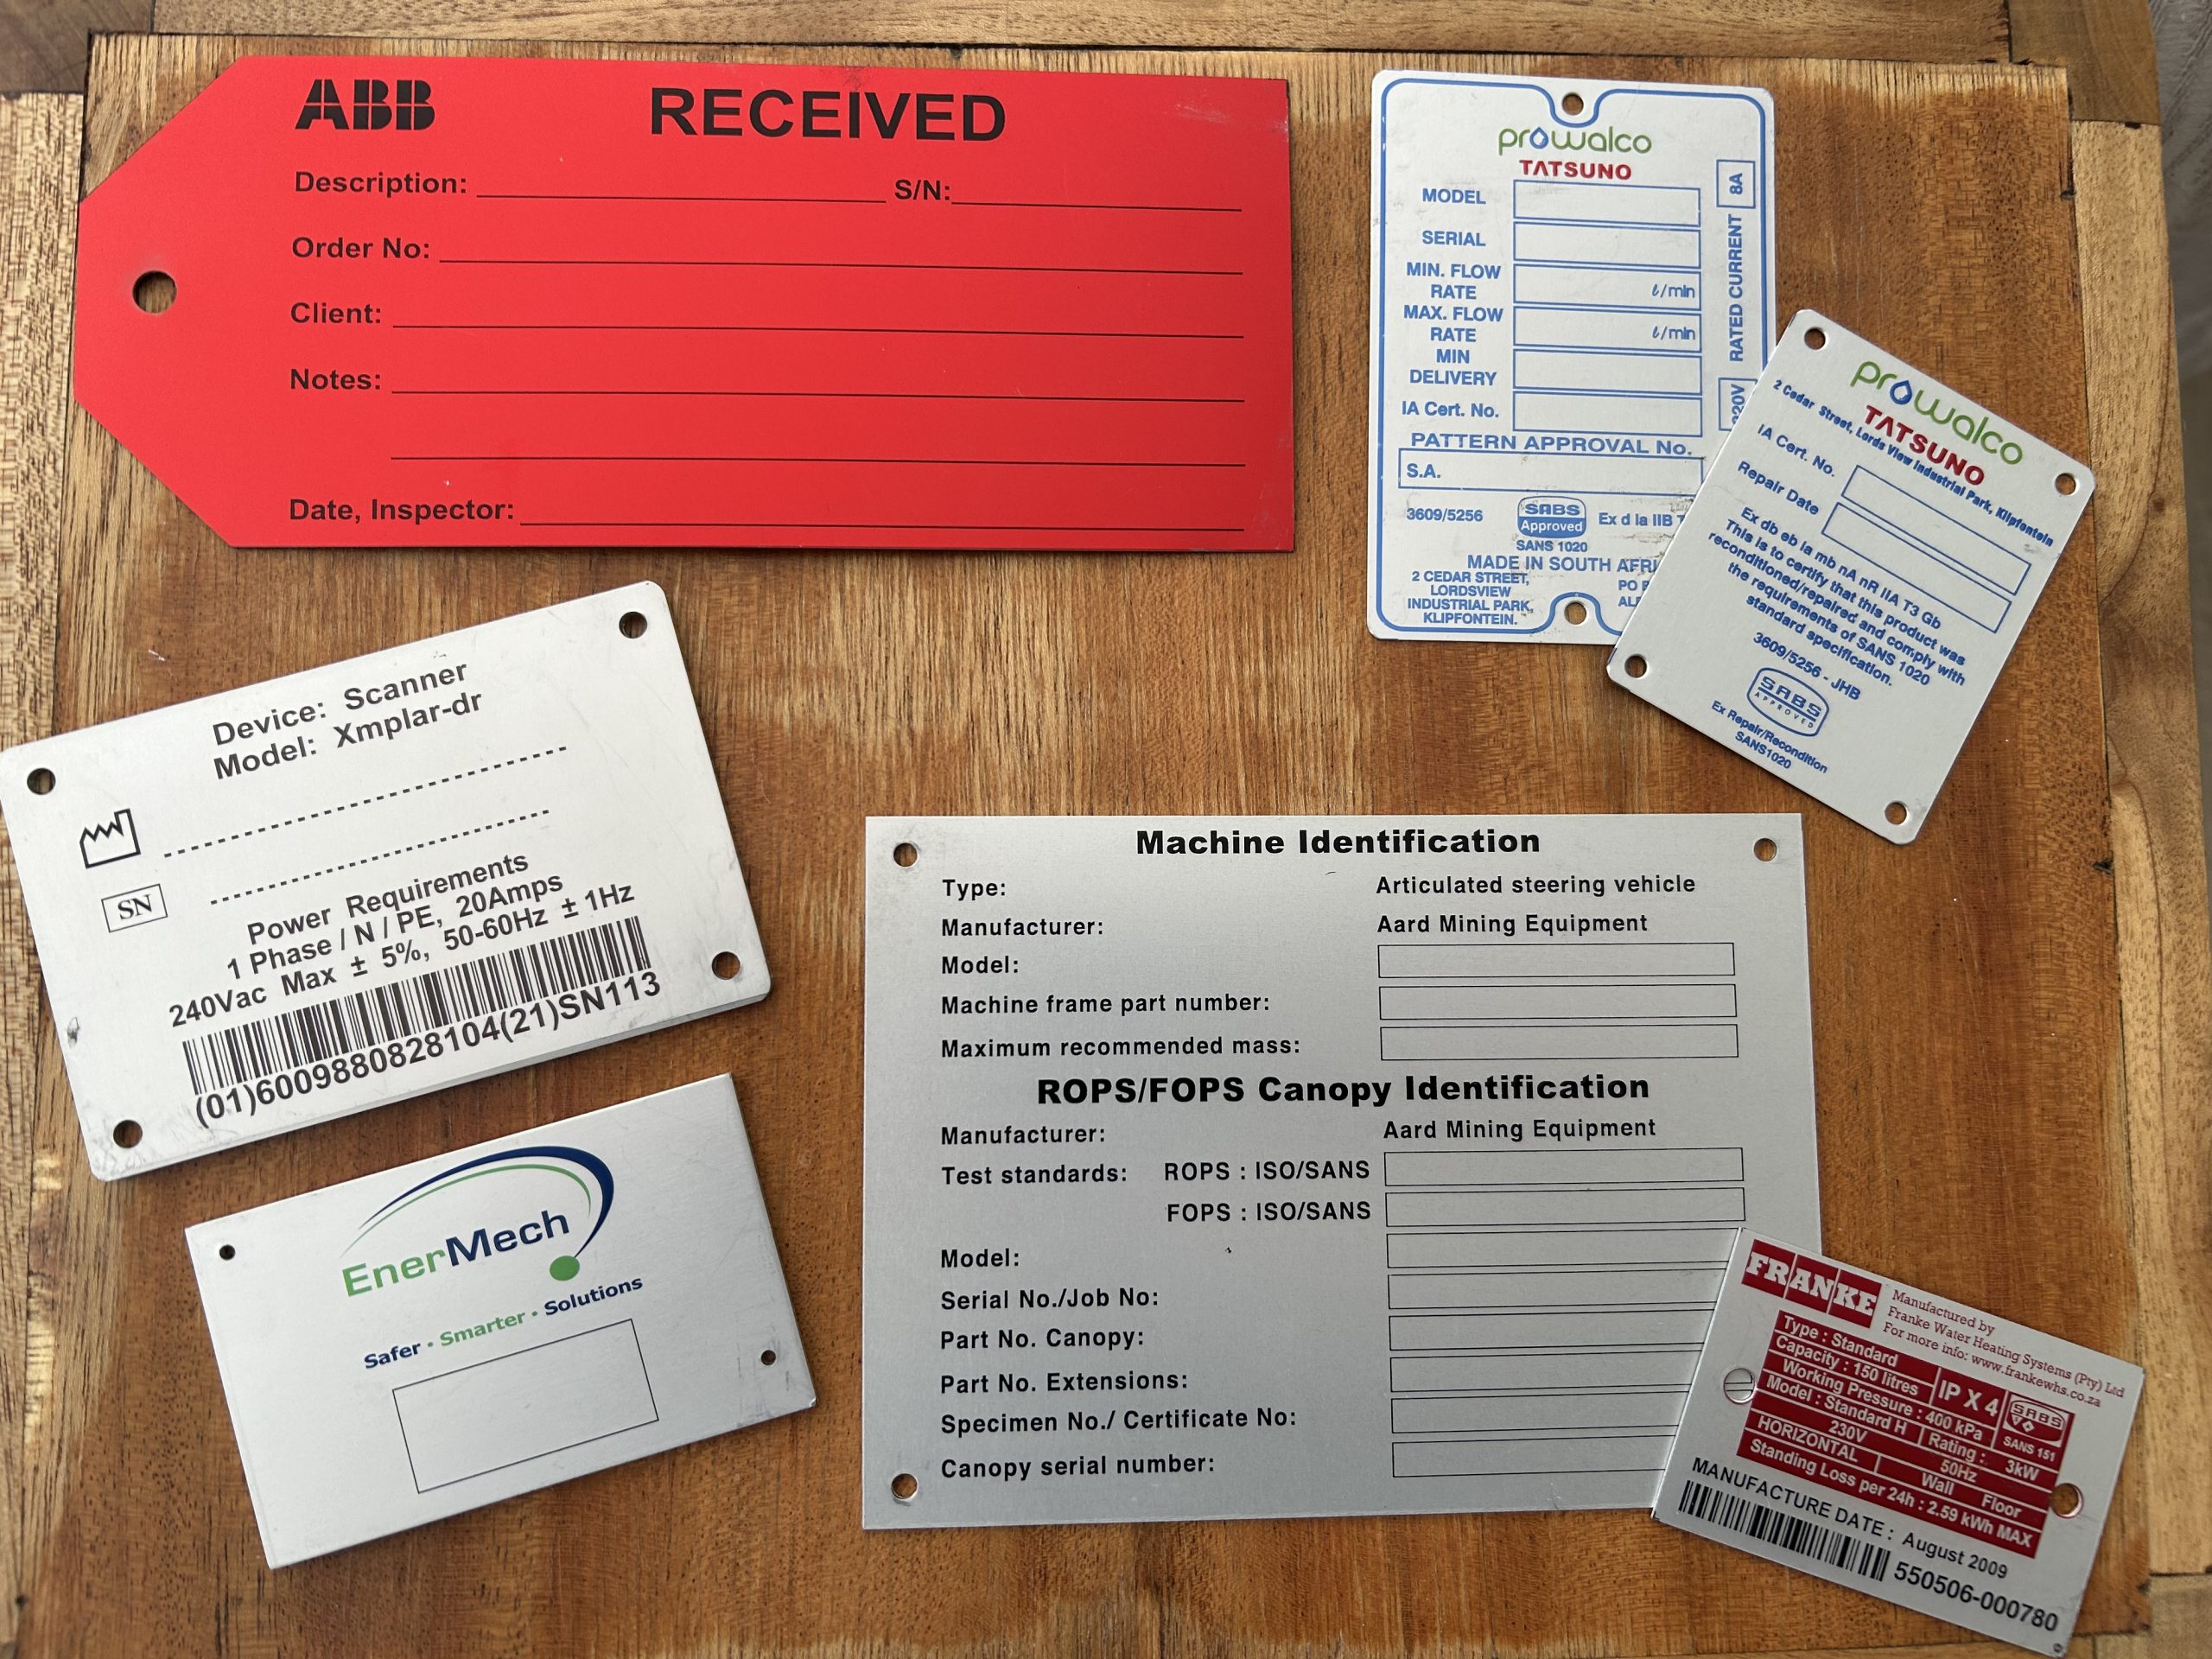 ABB
RECEIVED
Description:
S/N:
Order No:
Client:
Notes:
Date, Inspector:
prowalco
TATSUNO
MODEL
SERIAL
MIN. FLOW
RATE
ℓ/min
MAX. FLOW
RATE
ℓ/min
MIN
DELIVERY
IA Cert. No.
8A
RATED CURRENT
220V
PATTERN APPROVAL No.
S.A.
3609/5256
SABS
Approved
SANS 1020
Ex d Ia IIB
MADE IN SOUTH
2 CEDAR STREET,
LORDSVIEW
INDUSTRIAL PARK,
KLIPFONTEIN.
PO
prowalco
TATSUNO
2 Cedar Street, Lords View Industrial Park, Klipfontein
IA Cert. No.
Repair Date
Ex db eb ia mb nA nR IIA T3 Gb
This is to certify that this product was
reconditioned/repaired and comply with
the requirements of SANS 1020
standard specification.
3609/5256 - JHB
SABS
APPROVED
Ex Repair/Recondition
SANS1020
Device: Scanner
Model: Xmplar-dr
SN
Power Requirements
1 Phase / N / PE, 20Amps
240Vac Max ± 5%, 50-60Hz ± 1Hz
(01)6009880828104(21)SN113
EnerMech
Safer • Smarter • Solutions
Machine Identification
Type: Articulated steering vehicle
Manufacturer: Aard Mining Equipment
Model:
Machine frame part number:
Maximum recommended mass:
ROPS/FOPS Canopy Identification
Manufacturer: Aard Mining Equipment
Test standards: ROPS : ISO/SANS
FOPS : ISO/SANS
Model:
Serial No./Job No:
Part No. Canopy:
Part No. Extensions:
Specimen No./ Certificate No:
Canopy serial number:
FRANKE
Manufactured by
Franke Water Heating Systems (Pty) Ltd
For more info: www.frankewhs.co.za
Type : Standard
Capacity : 150 litres
Working Pressure : 400 kPa
IP X 4
SABS
SANS 151
Model : Standard H
Rating : 3kW
230V
50Hz
HORIZONTAL
Wall Floor
Standing Loss per 24h : 2.59 kWh MAX
MANUFACTURE DATE : August 2009
550506-000780